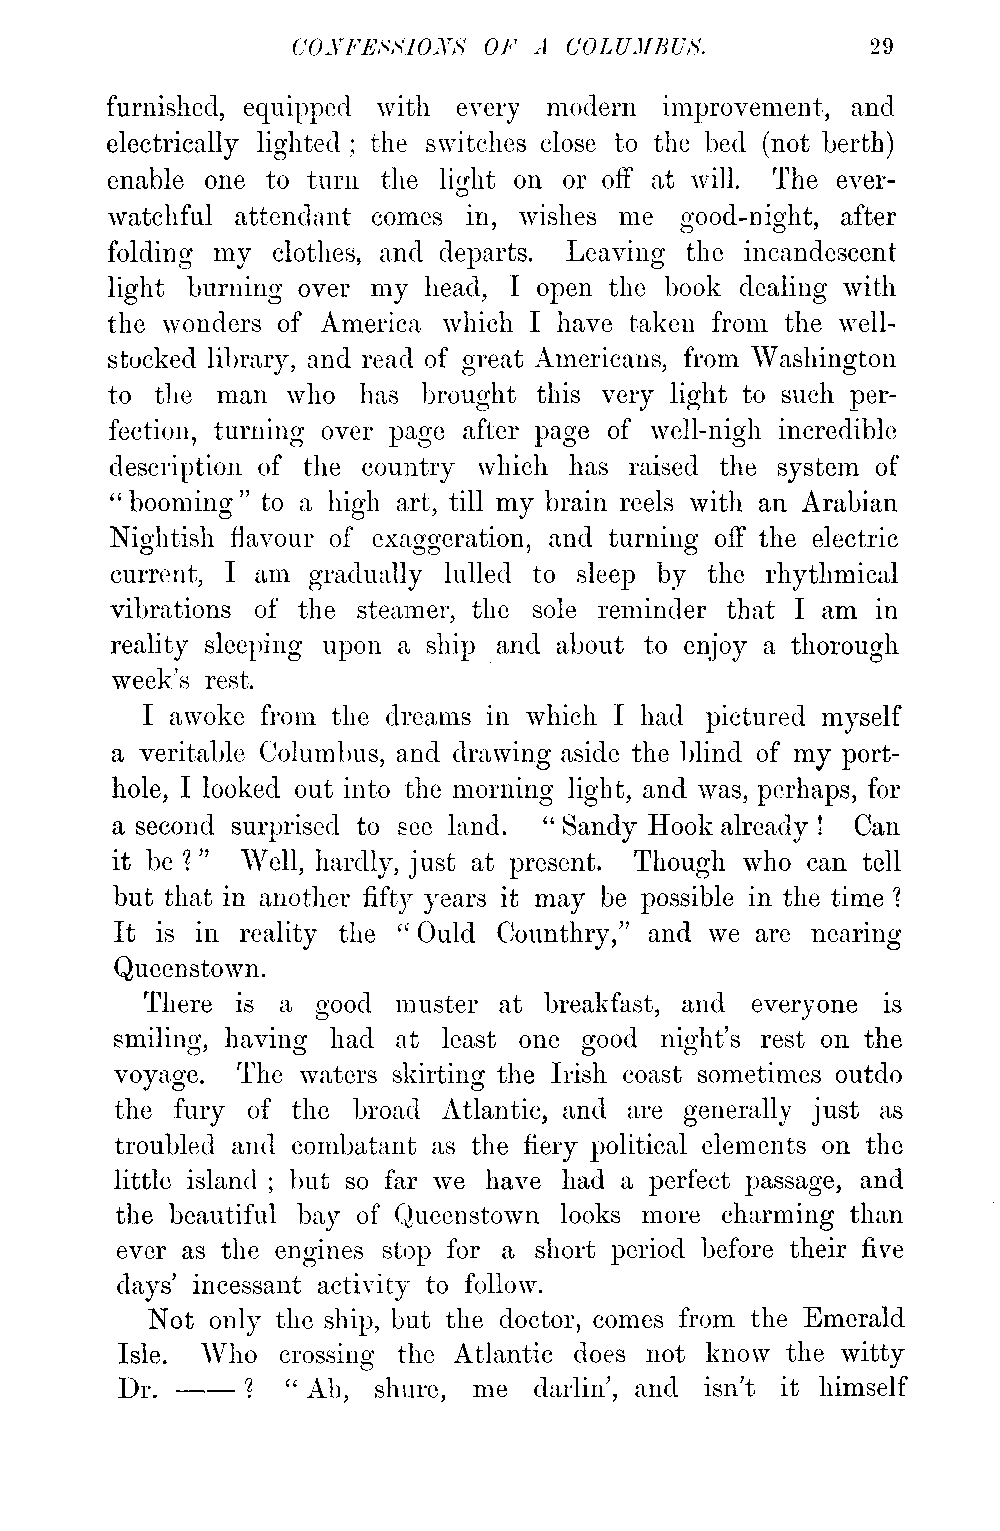 CONFESSIONS OF A COLUMBUS. 29
furnished, equipped with every modern improvement, and
electrically lighted ; the switches close to the bed (not berth)
enable one to turn the light on or off at will. The ever-
watchful attendant comes in, wishes me good-night, after
folding my clothes, and departs. Leaving the incandescent
light burning over my head, I open the book dealing with
the wonders of America which I have taken from the well-
stocked library, and read of great Americans, from Washington
to the man who has brought this very light to such per-
fection, turning over page after page of well-nigh incredible
description of the country which has raised the system of
“booming” to a high art, till my brain reels with an Arabian
Nightish flavour of exaggeration, and turning off the electric
current, I am gradually lulled to sleep by the rhythmical
vibrations of the steamer, the sole reminder that I am in
reality sleeping upon a ship and about to enjoy a thorough
week's rest.
I awoke from the dreams in which I had pictured myself
a veritable Columbus, and drawing aside the blind of my port-
hole, I looked out into the morning light, and was, perhaps, for
a second surprised to see land. “Sandy Hook already! Can
it be?” Well, hardly, just at present. Though who can tell
but that in another fifty years it may be possible in the time?
It is in reality the “Ould Counthry,” and we are nearing
Queenstown.
There is a good muster at breakfast, and everyone is
smiling, having had at least one good night's rest on the
voyage. The waters skirting the Irish coast sometimes outdo
the fury of the broad Atlantic, and are generally just as
troubled and combatant as the fiery political elements on the
little island ; but so far we have had a perfect passage, and
the beautiful bay of Queenstown looks more charming than
ever as the engines stop for a short period before their five
days' incessant activity to follow.
Not only the ship, but the doctor, comes from the Emerald
Isle. Who crossing the Atlantic does not know the witty
Dr. ——? “Ah, shure, me darlin', and isn't it himself